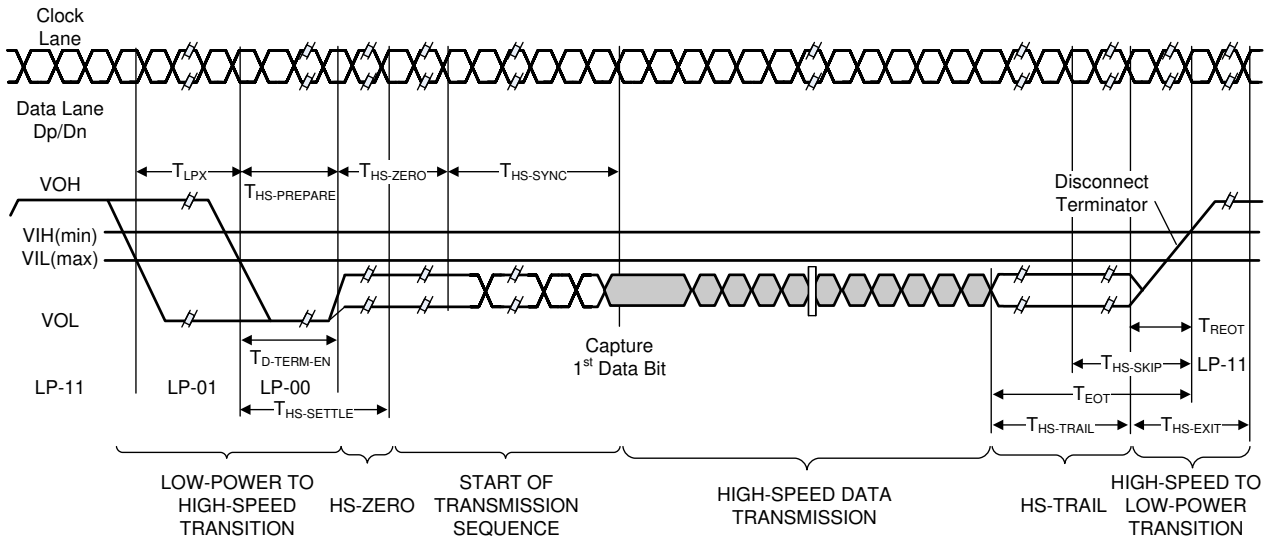 Clock
Lane
Data Lane
Dp/Dn
TLPX
THS-PREPARE
THS-ZERO
THS-SYNC
VOH
Disconnect
Terminator
VIH(min)
VIL(max)
VOL
TD-TERM-EN
Capture
1st Data Bit
TREOT
THS-SKIP
LP-11
LP-11
LP-01
LP-00
TEOT
THS-SETTLE
THS-TRAIL
THS-EXIT
LOW-POWER TO
HIGH-SPEED
TRANSITION
HS-ZERO
START OF
TRANSMISSION
SEQUENCE
HIGH-SPEED DATA
TRANSMISSION
HS-TRAIL
HIGH-SPEED TO
LOW-POWER
TRANSITION